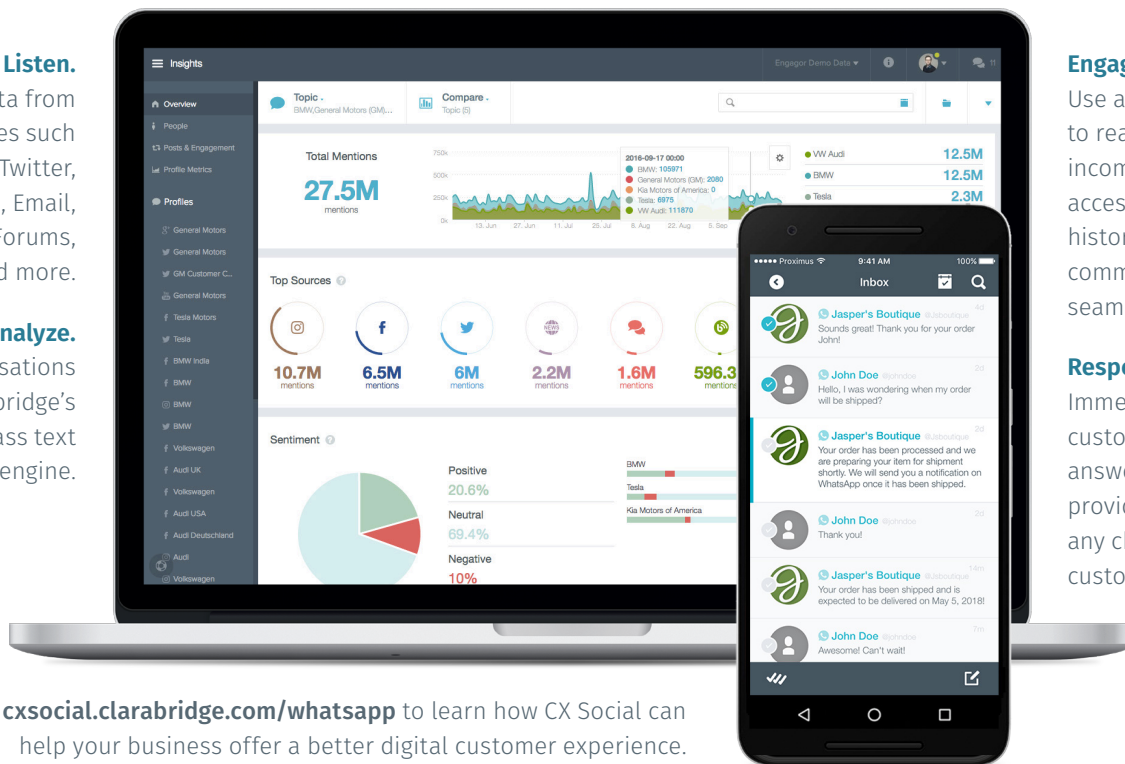 Listen.
ta from
es such
Twitter,
, Email,
Forums,
d more.
nalyze.
sations
bridge's
ass text
engine.
Insights
Engagor Demo Data
Overview
People
Posts & Engagement
Profile Metrics
Profiles
General Motors
General Motors
GM Customer C...
General Motors
Tesla Motors
Tesla
BMW India
BMW
BMW
BMW
Volkswagen
Audi UK
Volkswagen
Audi USA
Audi Deutschland
Audi
Volkswagen
Topic
BMW,General Motors (GM)...
Compare
Topic (5)
Total Mentions
27.5M
mentions
750k
500k
250k
0k
13. Jun
27. Jun
11. Jul
25. Jul
8. Aug
22. Aug
5. Sep
2016-09-17 00:00
BMW: 105971
General Motors (GM): 2080
Kia Motors of America: 0
Tesla: 6975
VW Audi: 111870
VW Audi 12.5M
BMW 12.5M
Tesla 2.3M
Top Sources
10.7M
mentions
6.5M
mentions
6M
mentions
NEWS
2.2M
mentions
1.6M
mentions
596.3
mentions
Sentiment
Positive
20.6%
Neutral
69.4%
Negative
10%
BMW
Tesla
Kia Motors of America
Proximus 9:41 AM 100%
Inbox
Jasper's Boutique @Jsboutique 4d
Sounds great! Thank you for your order
John!
John Doe @johndoe 2d
Hello, I was wondering when my order
will be shipped?
Jasper's Boutique @Jsboutique 2d
Your order has been processed and we
are preparing your item for shipment
shortly. We will send you a notification on
WhatsApp once it has been shipped.
John Doe @johndoe 2d
Thank you!
Jasper's Boutique @Jsboutique 14m
Your order has been shipped and is
expected to be delivered on May 5, 2018!
John Doe @johndoe 7m
Awesome! Can't wait!
Engag
Use a
to rea
incom
acces
histor
comm
seam
Respo
Imme
custo
answe
provid
any cl
custo
cxsocial.clarabridge.com/whatsapp to learn how CX Social can
help your business offer a better digital customer experience.